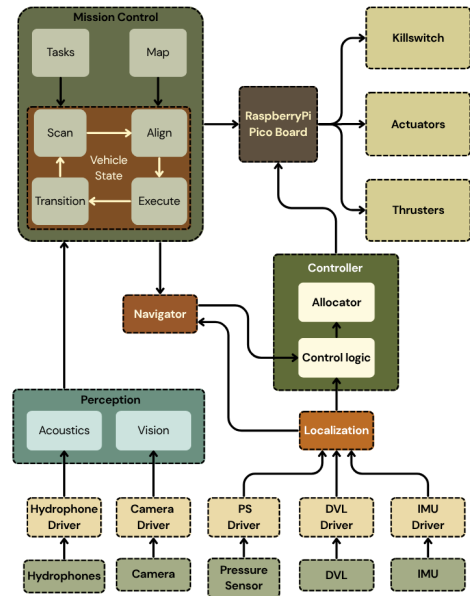 Mission Control
Tasks
Map
Scan
Align
Vehicle
State
Transition
Execute
RaspberryPi
Pico Board
Killswitch
Actuators
Thrusters
Controller
Allocator
Control logic
Navigator
Localization
Perception
Acoustics
Vision
Hydrophone
Driver
Camera
Driver
PS
Driver
DVL
Driver
IMU
Driver
Hydrophones
Camera
Pressure
Sensor
DVL
IMU